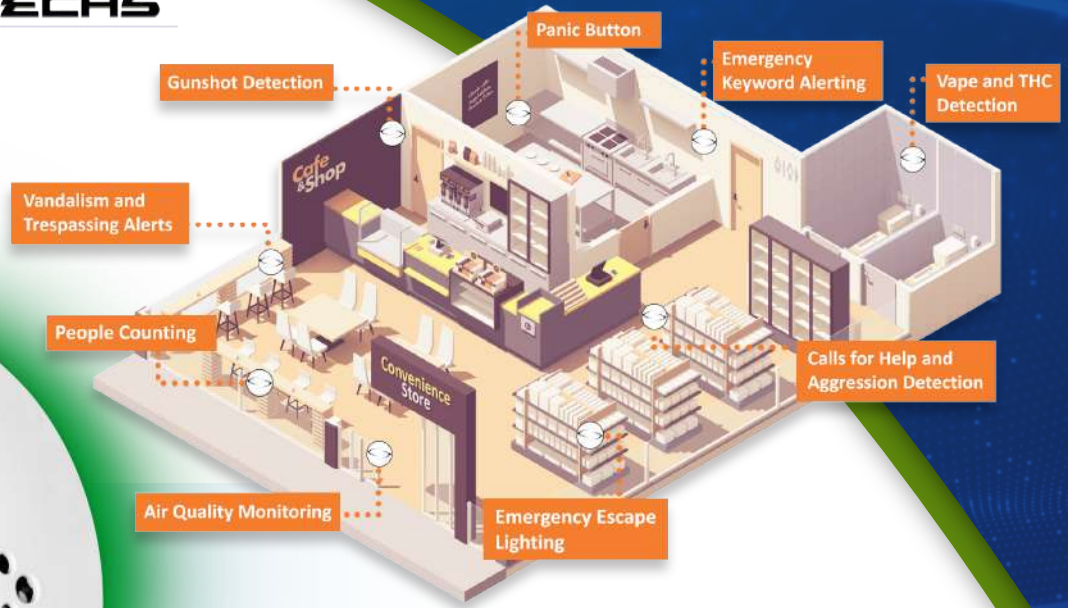 Panic Button
Emergency
Keyword Alerting
Vape and THC
Detection
Gunshot Detection
Cafe
&Shop
Vandalism and
Trespassing Alerts
People Counting
Convenience
Store
Calls for Help and
Aggression Detection
Air Quality Monitoring
Emergency Escape
Lighting